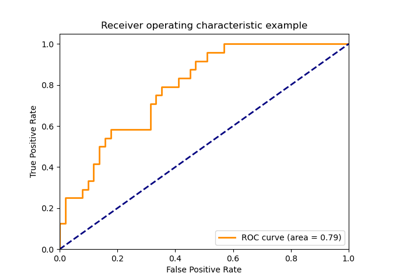 Receiver operating characteristic example
1.0
0.8
0.6
0.4
0.2
0.0
True Positive Rate
ROC curve (area = 0.79)
0.0 0.2 0.4 0.6 0.8 1.0
False Positive Rate